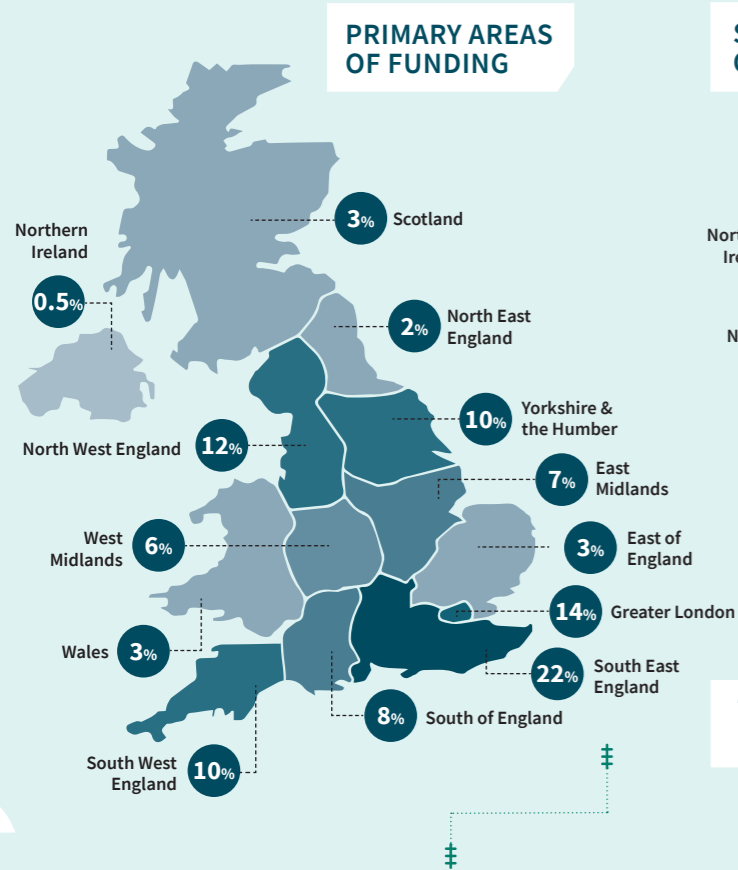 PRIMARY AREAS
OF FUNDING
3%
Scotland
Northern
Ireland
0.5%
2%
North East
England
10%
Yorkshire &
the Humber
North West England
12%
7%
East
Midlands
West
Midlands
6%
3%
East of
England
14%
Greater London
Wales
3%
22%
South East
England
8%
South of England
South West
England
10%